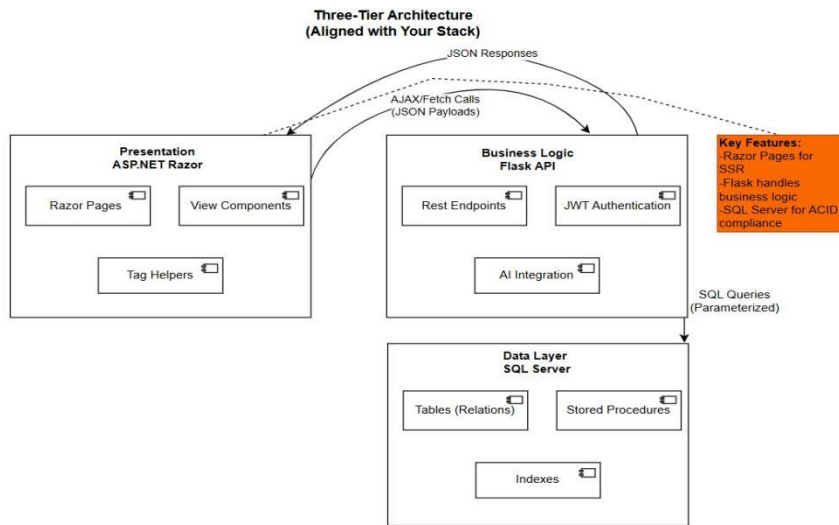 Three-Tier Architecture
(Aligned with Your Stack)
JSON Responses
AJAX/Fetch Calls
(JSON Payloads)
Presentation
ASP.NET Razor
Razor Pages
View Components
Tag Helpers
Business Logic
Flask API
Rest Endpoints
JWT Authentication
AI Integration
Key Features:
-Razor Pages for
SSR
-Flask handles
business logic
-SQL Server for ACID
compliance
SQL Queries
(Parameterized)
Data Layer
SQL Server
Tables (Relations)
Stored Procedures
Indexes